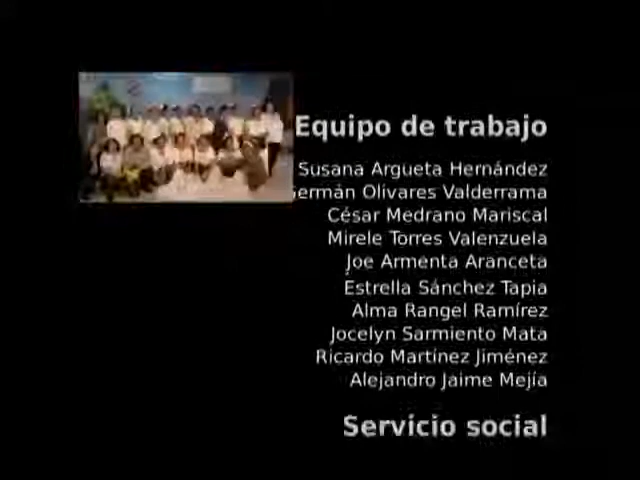 Equipo de trabajo
Susana Argueta Hernández
Olivares Valderrama
César Medrano Mariscal
Mirele Torres Valenzuela
Joe Armenta Aranceta
Estrella Sánchez Tapia
Alma Rangel Ramírez
Jocelyn Sarmiento Mata
Ricardo Martínez Jiménez
Alejandro Jaime Mejía
Servicio social